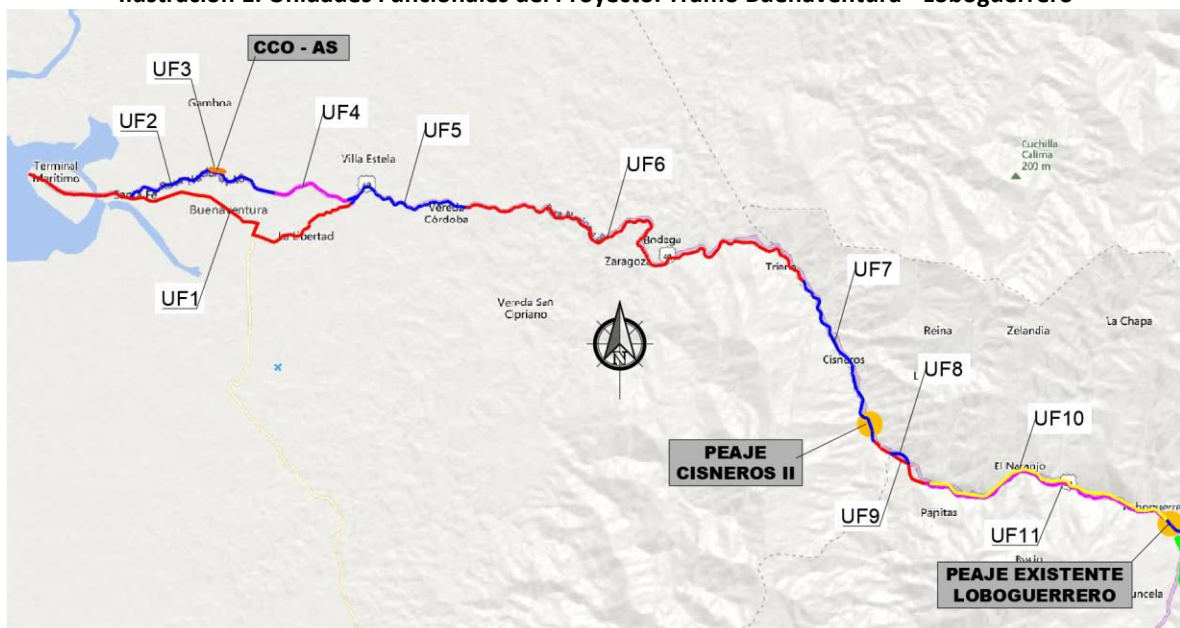 Ilustración 1. Unidades Funcionales del Proyecto. Tramo Buenaventura - Loboguerrero
CCO - AS
UF3
Gamboa
UF2
UF4
Villa Estela
UF5
UF6
Cuchilla
Calima
200 m
Terminal
Marítimo
Santa Fe
Buenaventura
La Libertad
Vereda
Córdoba
Bodega
Zaragoza
Triana
UF1
UF7
Vereda San
Cipriano
N
Reina
Zelandia
La Chapa
Cisneros
UF8
UF10
PEAJE
CISNEROS II
El Naranjo
UF9
Papitas
UF11
PEAJE EXISTENTE
LOBOGUERRERO